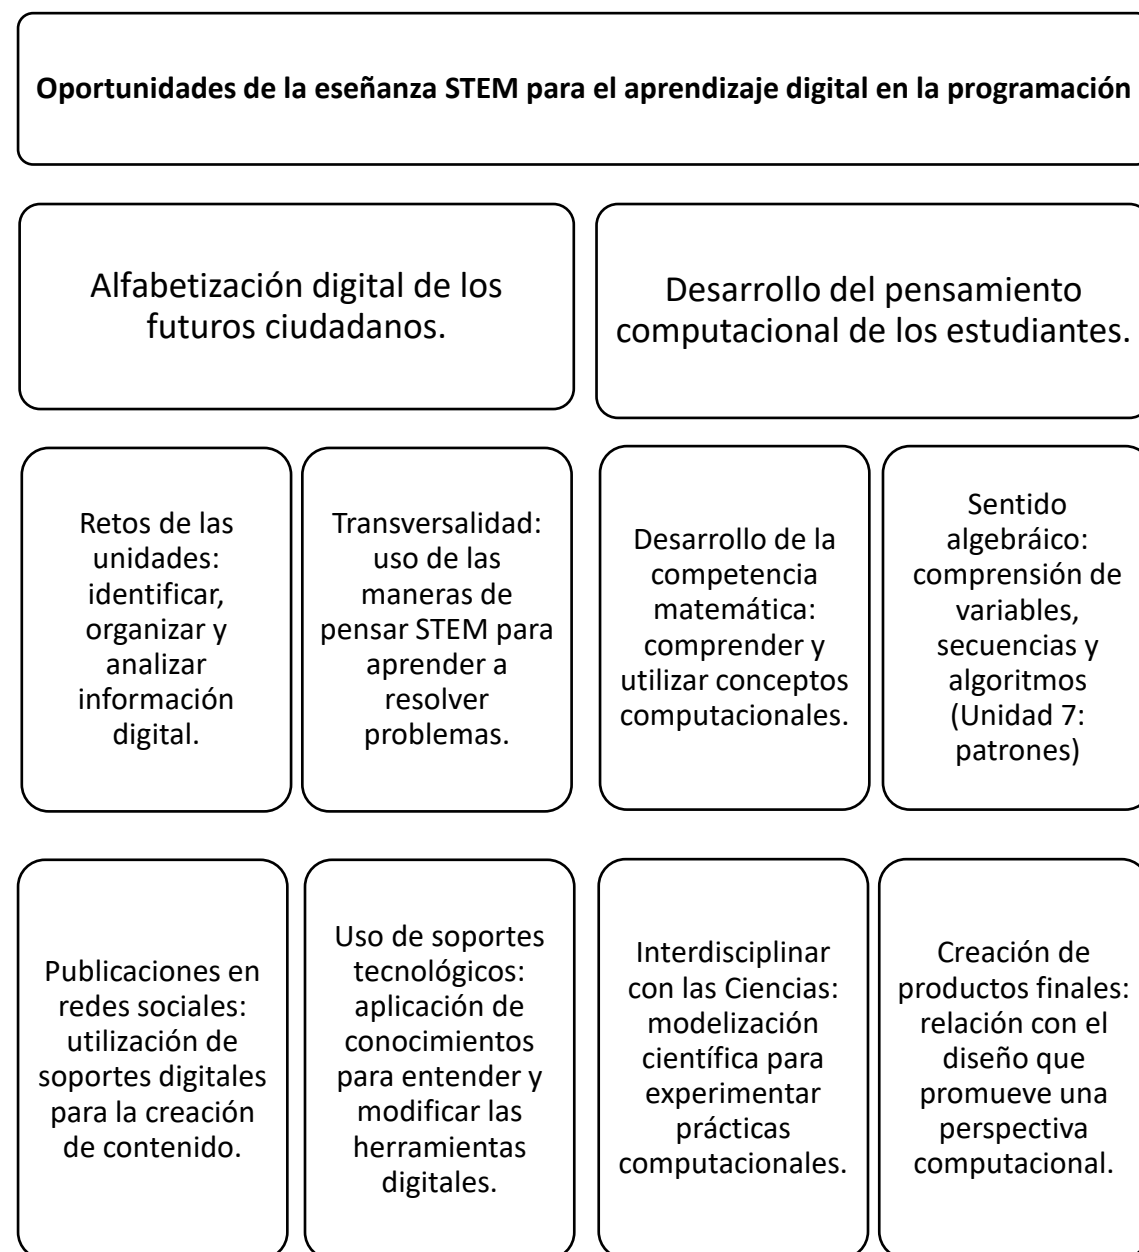 Oportunidades de la eseñanza STEM para el aprendizaje digital en la programación
Alfabetización digital de los
futuros ciudadanos.
Desarrollo del pensamiento
computacional de los estudiantes.
Retos de las
unidades:
identificar,
organizar y
analizar
información
digital.
Transversalidad:
uso de las
maneras de
pensar STEM para
aprender a
resolver
problemas.
Desarrollo de la
competencia
matemática:
comprender y
utilizar conceptos
computacionales.
Sentido
algebráico:
comprensión de
variables,
secuencias y
algoritmos
(Unidad 7:
patrones)
Publicaciones en
redes sociales:
utilización de
soportes digitales
para la creación
de contenido.
Uso de soportes
tecnológicos:
aplicación de
conocimientos
para entender y
modificar las
herramientas
digitales.
Interdisciplinar
con las Ciencias:
modelización
científica para
experimentar
prácticas
computacionales.
Creación de
productos finales:
relación con el
diseño que
promueve una
perspectiva
computacional.